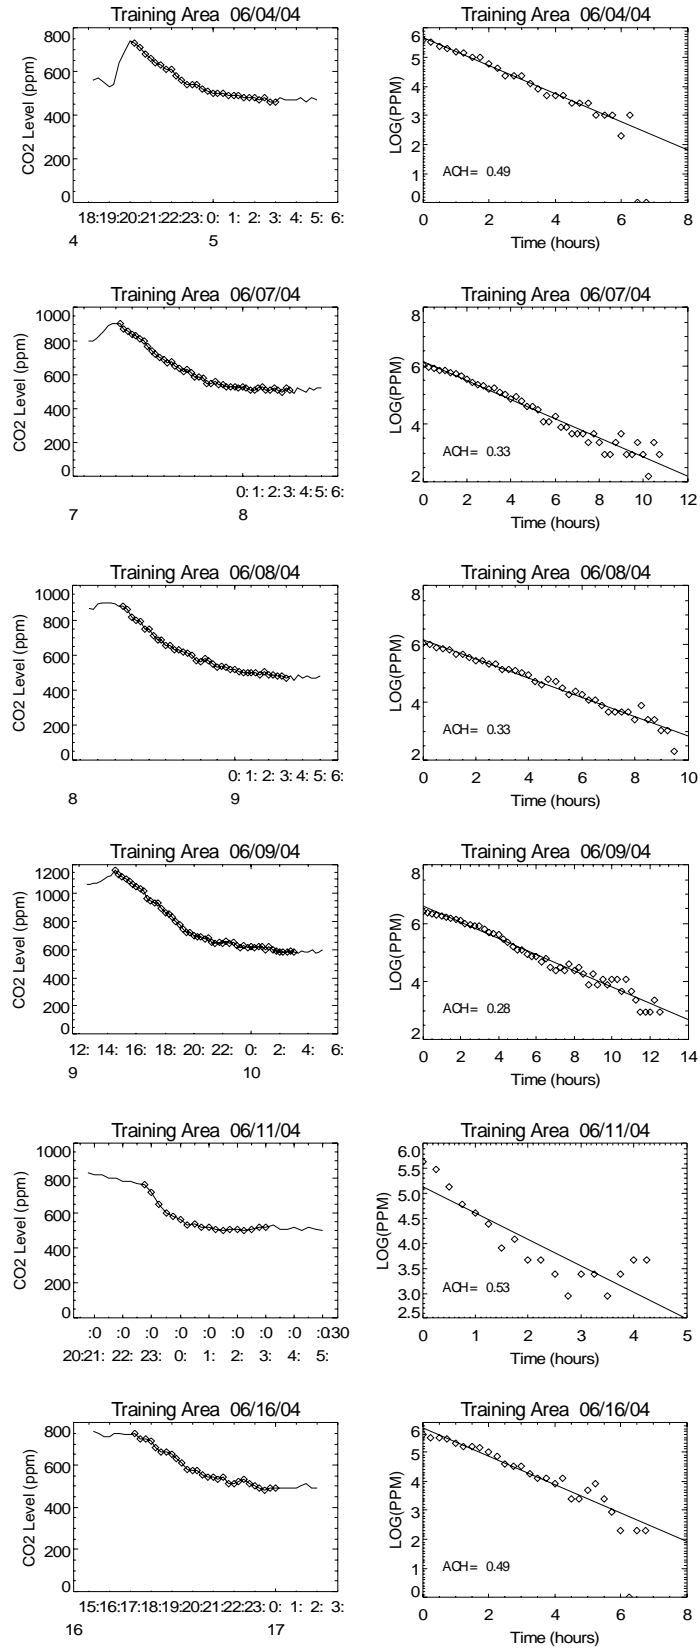 Training Area 06/04/04
800
600
400
200
0
CO2 Level (ppm)
18:19:20:21:22:23: 0: 1: 2: 3: 4: 5: 6:
4 5
Training Area 06/04/04
6
5
4
3
2
1
0
LOG(PPM)
ACH = 0.49
0 2 4 6 8
Time (hours)
Training Area 06/07/04
1000
800
600
400
200
0
CO2 Level (ppm)
0: 1: 2: 3: 4: 5: 6:
7 8
Training Area 06/07/04
8
6
4
2
LOG(PPM)
ACH = 0.33
0 2 4 6 8 10 12
Time (hours)
Training Area 06/08/04
1000
800
600
400
200
0
CO2 Level (ppm)
0: 1: 2: 3: 4: 5: 6:
8 9
Training Area 06/08/04
8
6
4
2
LOG(PPM)
ACH = 0.33
0 2 4 6 8 10
Time (hours)
Training Area 06/09/04
1200
1000
800
600
400
200
0
CO2 Level (ppm)
12: 14: 16: 18: 20: 22: 0: 2: 4: 6:
9 10
Training Area 06/09/04
8
6
4
2
LOG(PPM)
ACH = 0.28
0 2 4 6 8 10 12 14
Time (hours)
Training Area 06/11/04
1000
800
600
400
200
0
CO2 Level (ppm)
:0 :0 :0 :0 :0 :0 :0 :0 :0:30
20:21: 22: 23: 0: 1: 2: 3: 4: 5:
Training Area 06/11/04
6.0
5.5
5.0
4.5
4.0
3.5
3.0
2.5
LOG(PPM)
ACH = 0.53
0 1 2 3 4 5
Time (hours)
Training Area 06/16/04
800
600
400
200
0
CO2 Level (ppm)
15:16:17:18:19:20:21:22:23: 0: 1: 2: 3:
16 17
Training Area 06/16/04
6
5
4
3
2
1
0
LOG(PPM)
ACH = 0.49
0 2 4 6 8
Time (hours)